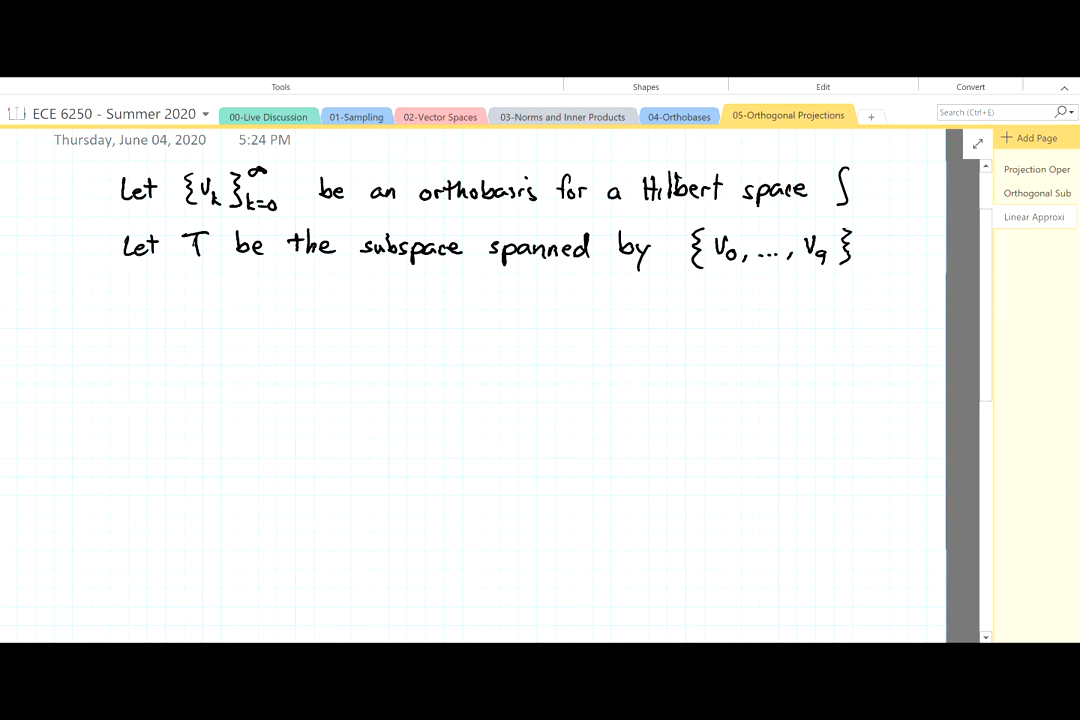 Tools Shapes Edit Convert
ECE 6250 - Summer 2020 00-Live Discussion 01-Sampling 02-Vector Spaces 03-Norms and Inner Products 04-Orthobases 05-Orthogonal Projections + Search (Ctrl+E)
Thursday, June 04, 2020 5:24 PM
Add Page
Projection Oper
Orthogonal Sub
Linear Approxi
Let {v_k}_{k=0}^∞ be an orthobasis for a Hilbert space S
Let T be the subspace spanned by {v_0, ..., v_9}